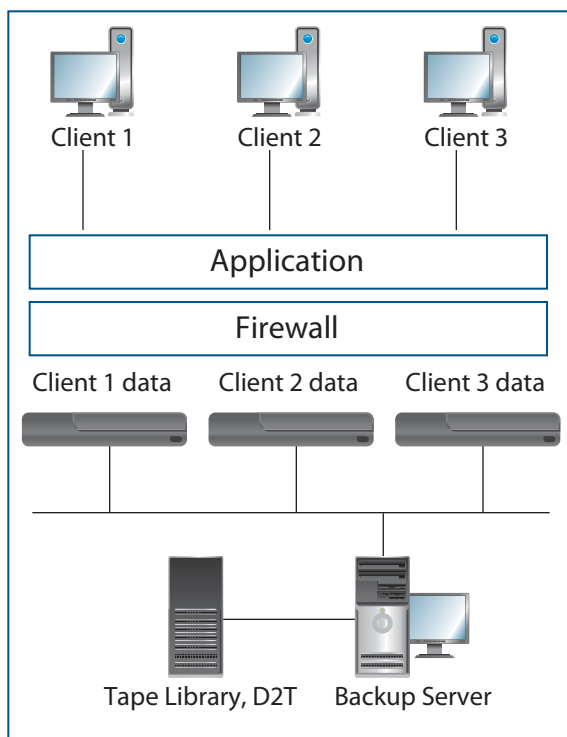 Client 1
Client 2
Client 3
Application
Firewall
Client 1 data
Client 2 data
Client 3 data
Tape Library, D2T
Backup Server